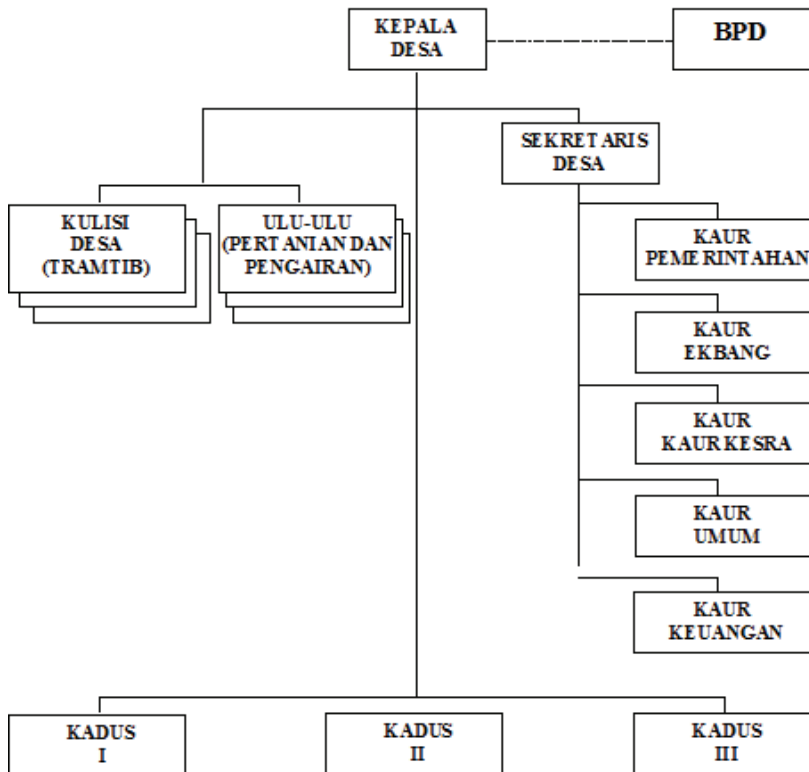 KEPALA
DESA
BPD
SEKRETARIS
DESA
KULISI
DESA
(TRAMTIB)
ULU-ULU
(PERTANIAN DAN
PENGAIRAN)
KAUR
PEMERINTAHAN
KAUR
EKBANG
KAUR
KAUR KESRA
KAUR
UMUM
KAUR
KEUANGAN
KADUS
I
KADUS
II
KADUS
III